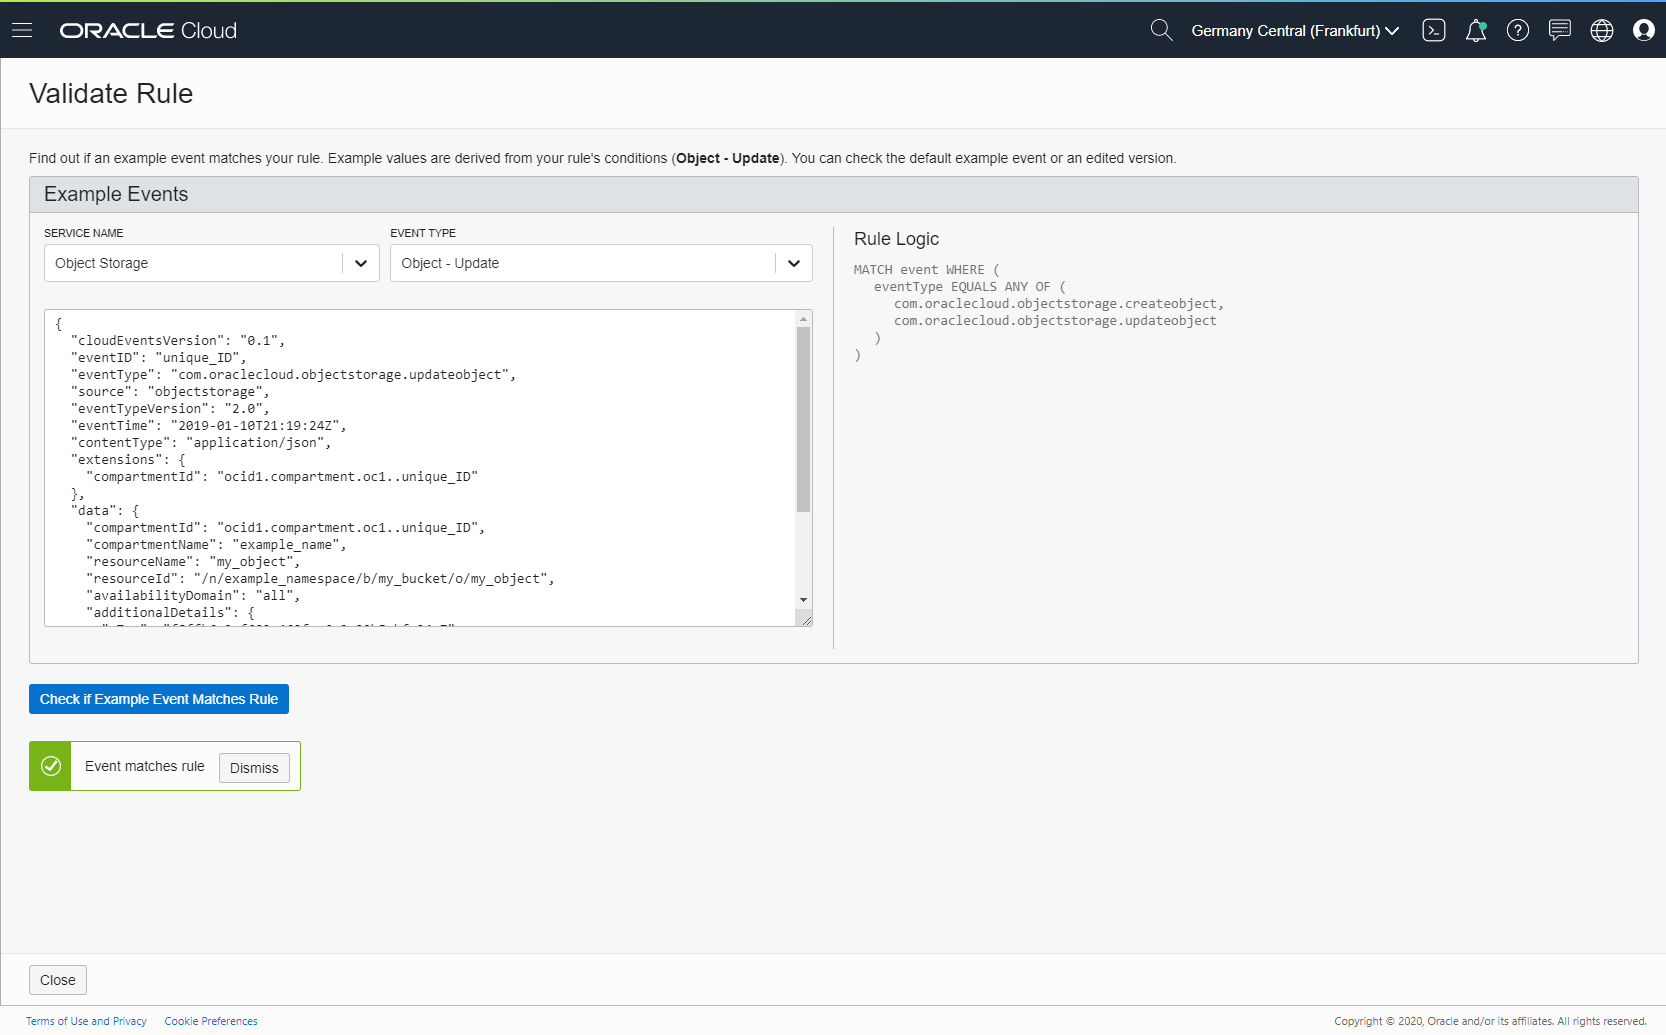 ORACLE Cloud
Germany Central (Frankfurt)
Validate Rule
Find out if an example event matches your rule. Example values are derived from your rule's conditions (Object - Update). You can check the default example event or an edited version.
Example Events
SERVICE NAME
EVENT TYPE
Object Storage
Object - Update
{
"cloudEventsVersion": "0.1",
"eventID": "unique_ID",
"eventType": "com.oraclecloud.objectstorage.updateobject",
"source": "objectstorage",
"eventTypeVersion": "2.0",
"eventTime": "2019-01-10T21:19:24Z",
"contentType": "application/json",
"extensions": {
"compartmentId": "ocid1.compartment.oc1..unique_ID"
},
"data": {
"compartmentId": "ocid1.compartment.oc1..unique_ID",
"compartmentName": "example_name",
"resourceName": "my_object",
"resourceId": "/n/example_namespace/b/my_bucket/o/my_object",
"availabilityDomain": "all",
"additionalDetails": {
Rule Logic
MATCH event WHERE (
eventType EQUALS ANY OF (
com.oraclecloud.objectstorage.createobject,
com.oraclecloud.objectstorage.updateobject
)
)
Check if Example Event Matches Rule
Event matches rule
Dismiss
Close
Terms of Use and Privacy
Cookie Preferences
Copyright © 2020, Oracle and/or its affiliates. All rights reserved.